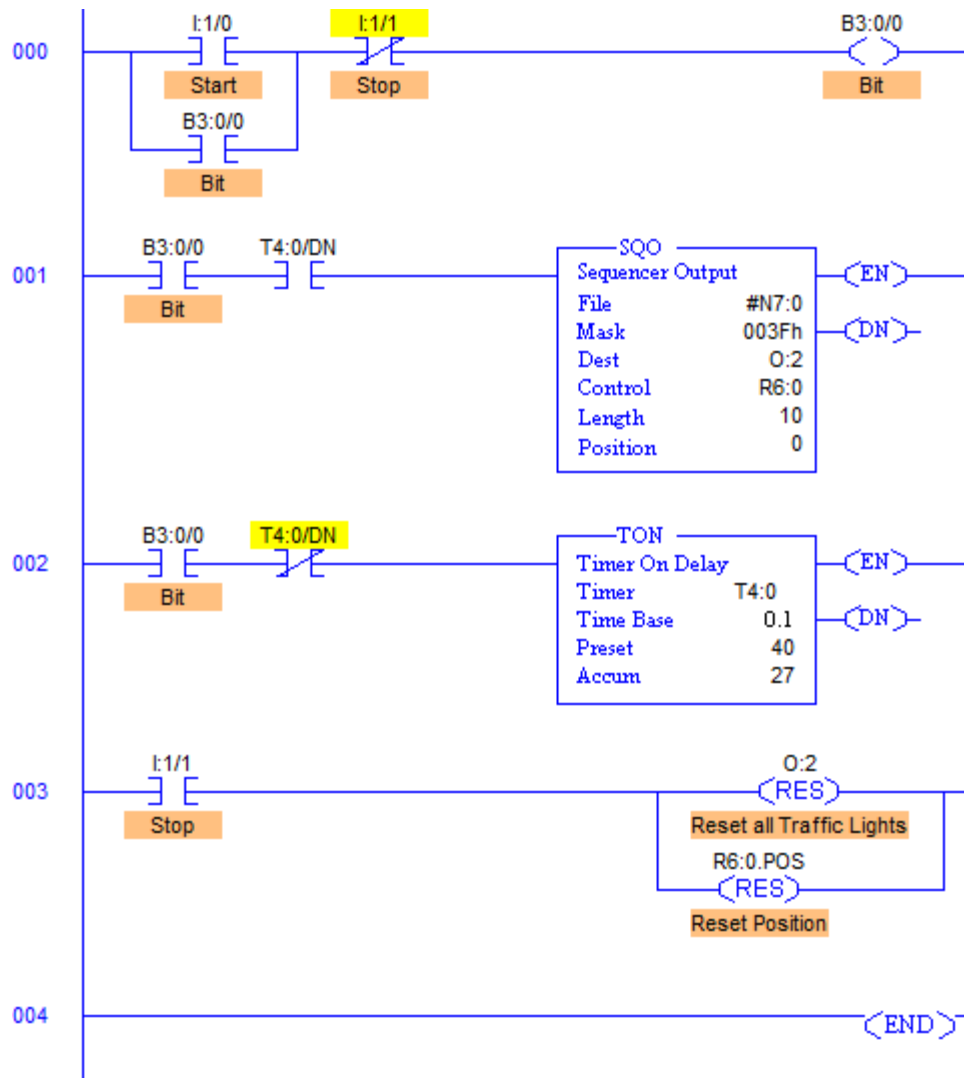 I:1/0 I:1/1 B3:0/0
000
Start Stop Bit
B3:0/0
Bit
B3:0/0 T4:0/DN SQO
001 Sequencer Output EN
Bit File #N7:0
Mask 003Fh DN
Dest O:2
Control R6:0
Length 10
Position 0
B3:0/0 T4:0/DN TON
002 Timer On Delay EN
Bit Timer T4:0
Time Base 0.1 DN
Preset 40
Accum 27
I:1/1 O:2
003 RES
Stop Reset all Traffic Lights
R6:0.POS
RES
Reset Position
004 END